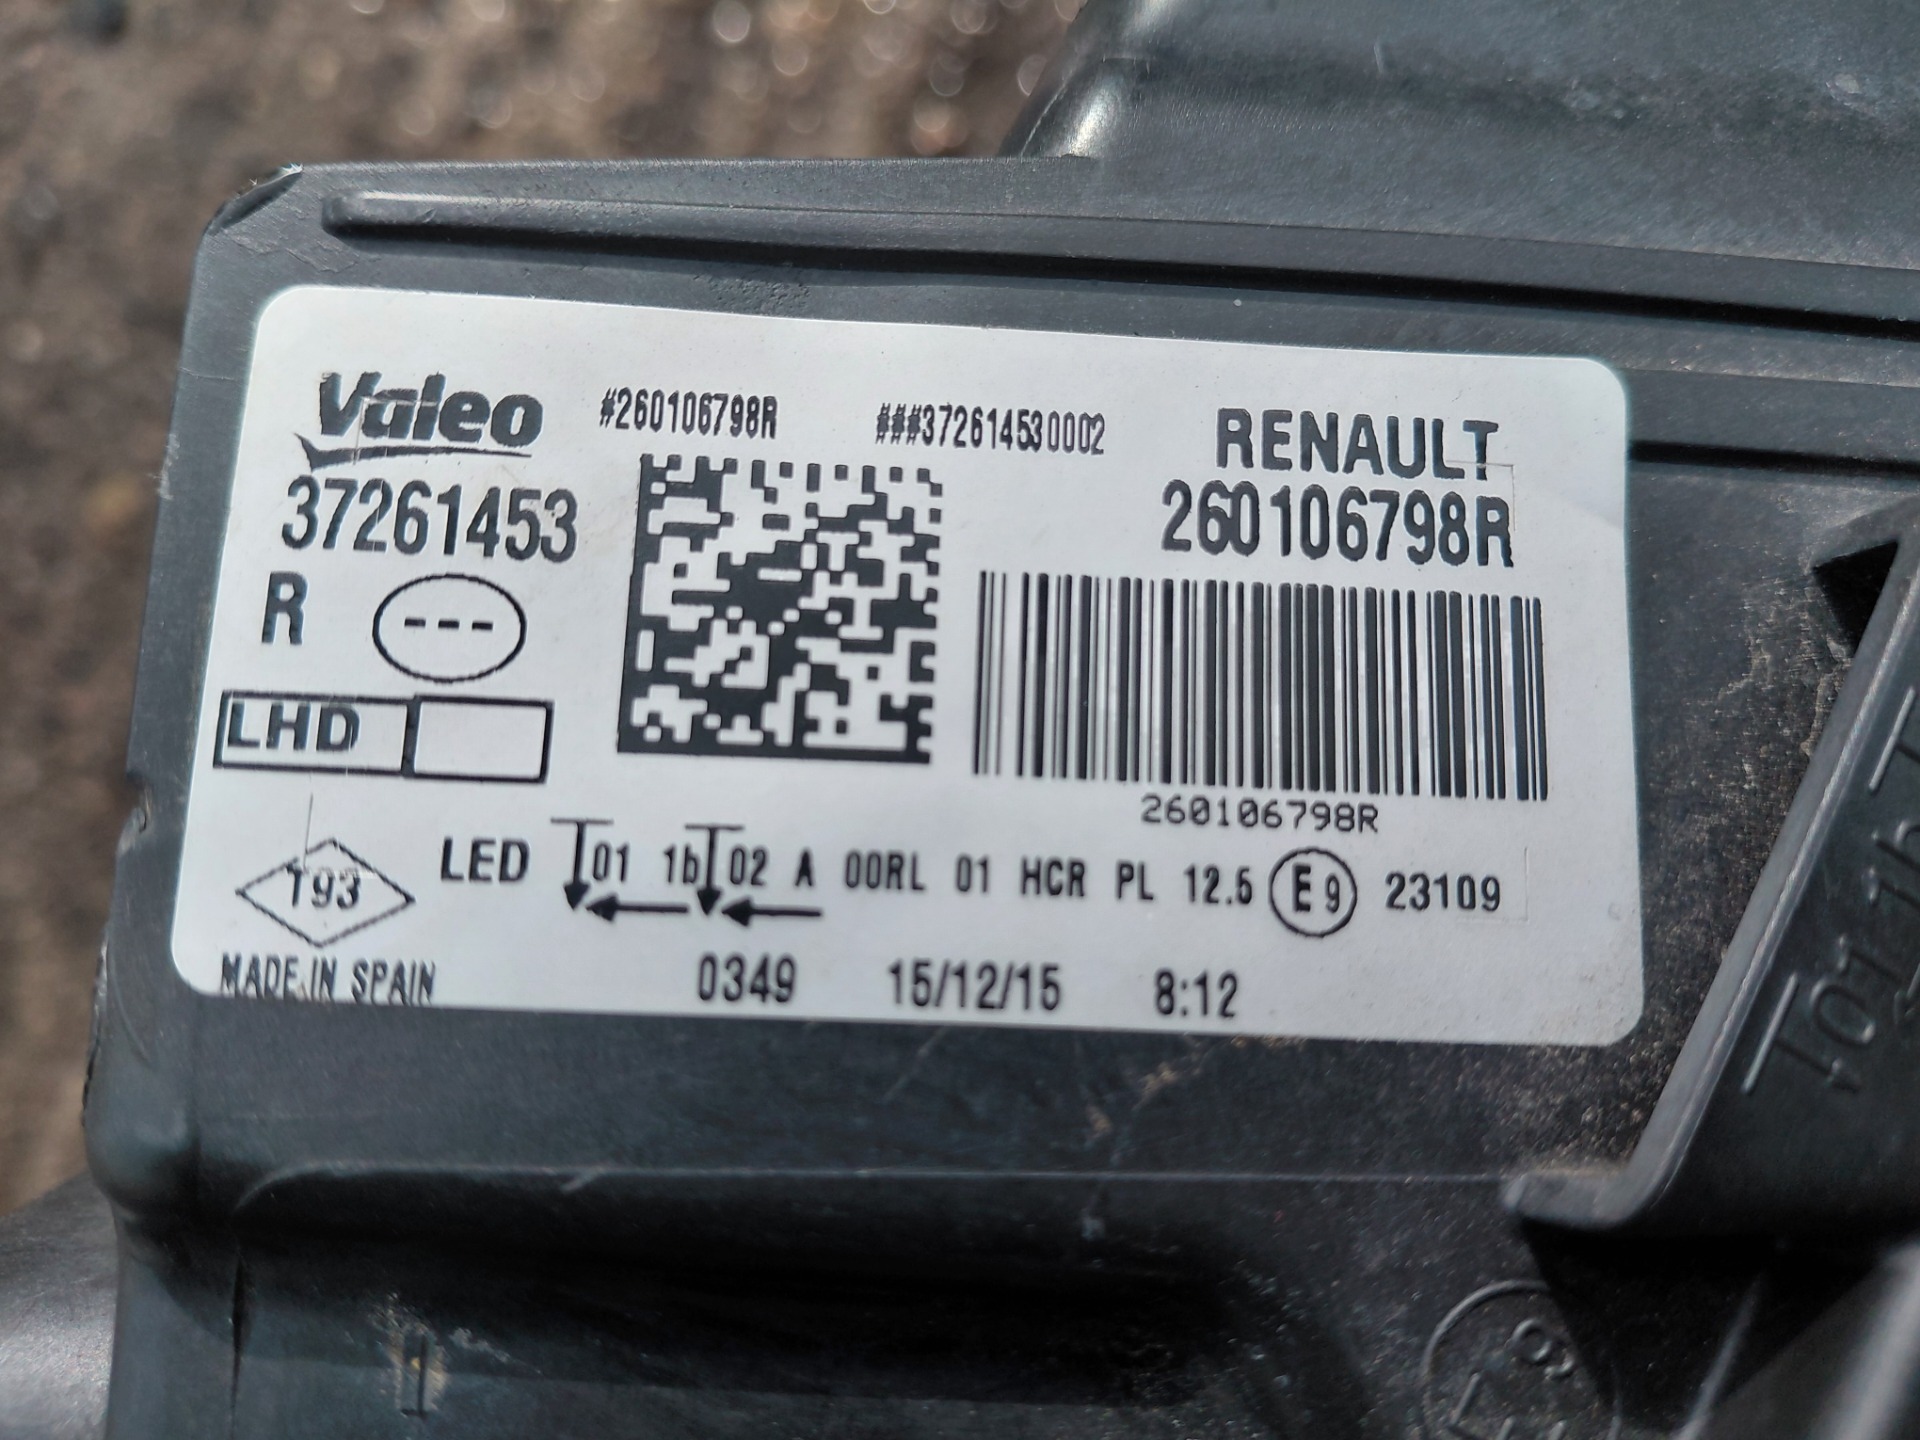 Valeo #260106798R ###372614530002 RENAULT
37261453 260106798R
R ---
LHD
260106798R
T93 LED 01 1b 02 A 00RL 01 HCR PL 12.5 E9 23109
MADE IN SPAIN 0349 15/12/15 8:12